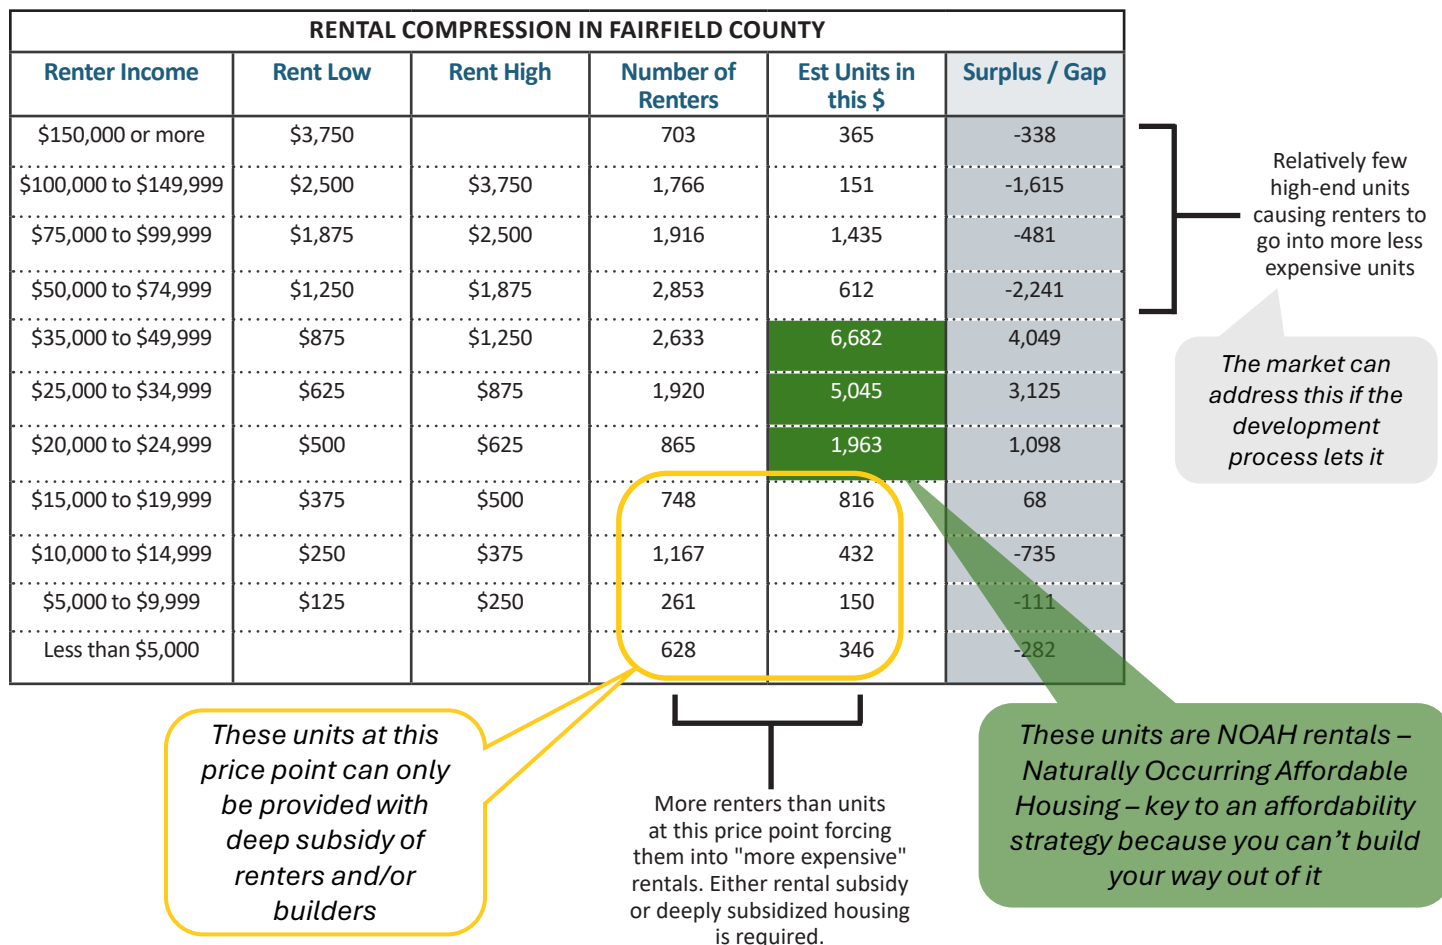 RENTAL COMPRESSION IN FAIRFIELD COUNTY
Renter Income Rent Low Rent High Number of Renters Est Units in this $ Surplus / Gap
$150,000 or more $3,750 703 365 -338
$100,000 to $149,999 $2,500 $3,750 1,766 151 -1,615
$75,000 to $99,999 $1,875 $2,500 1,916 1,435 -481
$50,000 to $74,999 $1,250 $1,875 2,853 612 -2,241
$35,000 to $49,999 $875 $1,250 2,633 6,682 4,049
$25,000 to $34,999 $625 $875 1,920 5,045 3,125
$20,000 to $24,999 $500 $625 865 1,963 1,098
$15,000 to $19,999 $375 $500 748 816 68
$10,000 to $14,999 $250 $375 1,167 432 -735
$5,000 to $9,999 $125 $250 261 150 -111
Less than $5,000 628 346 -282
Relatively few
high-end units
causing renters to
go into more less
expensive units
The market can
address this if the
development
process lets it
These units at this
price point can only
be provided with
deep subsidy of
renters and/or
builders
More renters than units
at this price point forcing
them into "more expensive"
rentals. Either rental subsidy
or deeply subsidized housing
is required.
These units are NOAH rentals –
Naturally Occurring Affordable
Housing – key to an affordability
strategy because you can't build
your way out of it